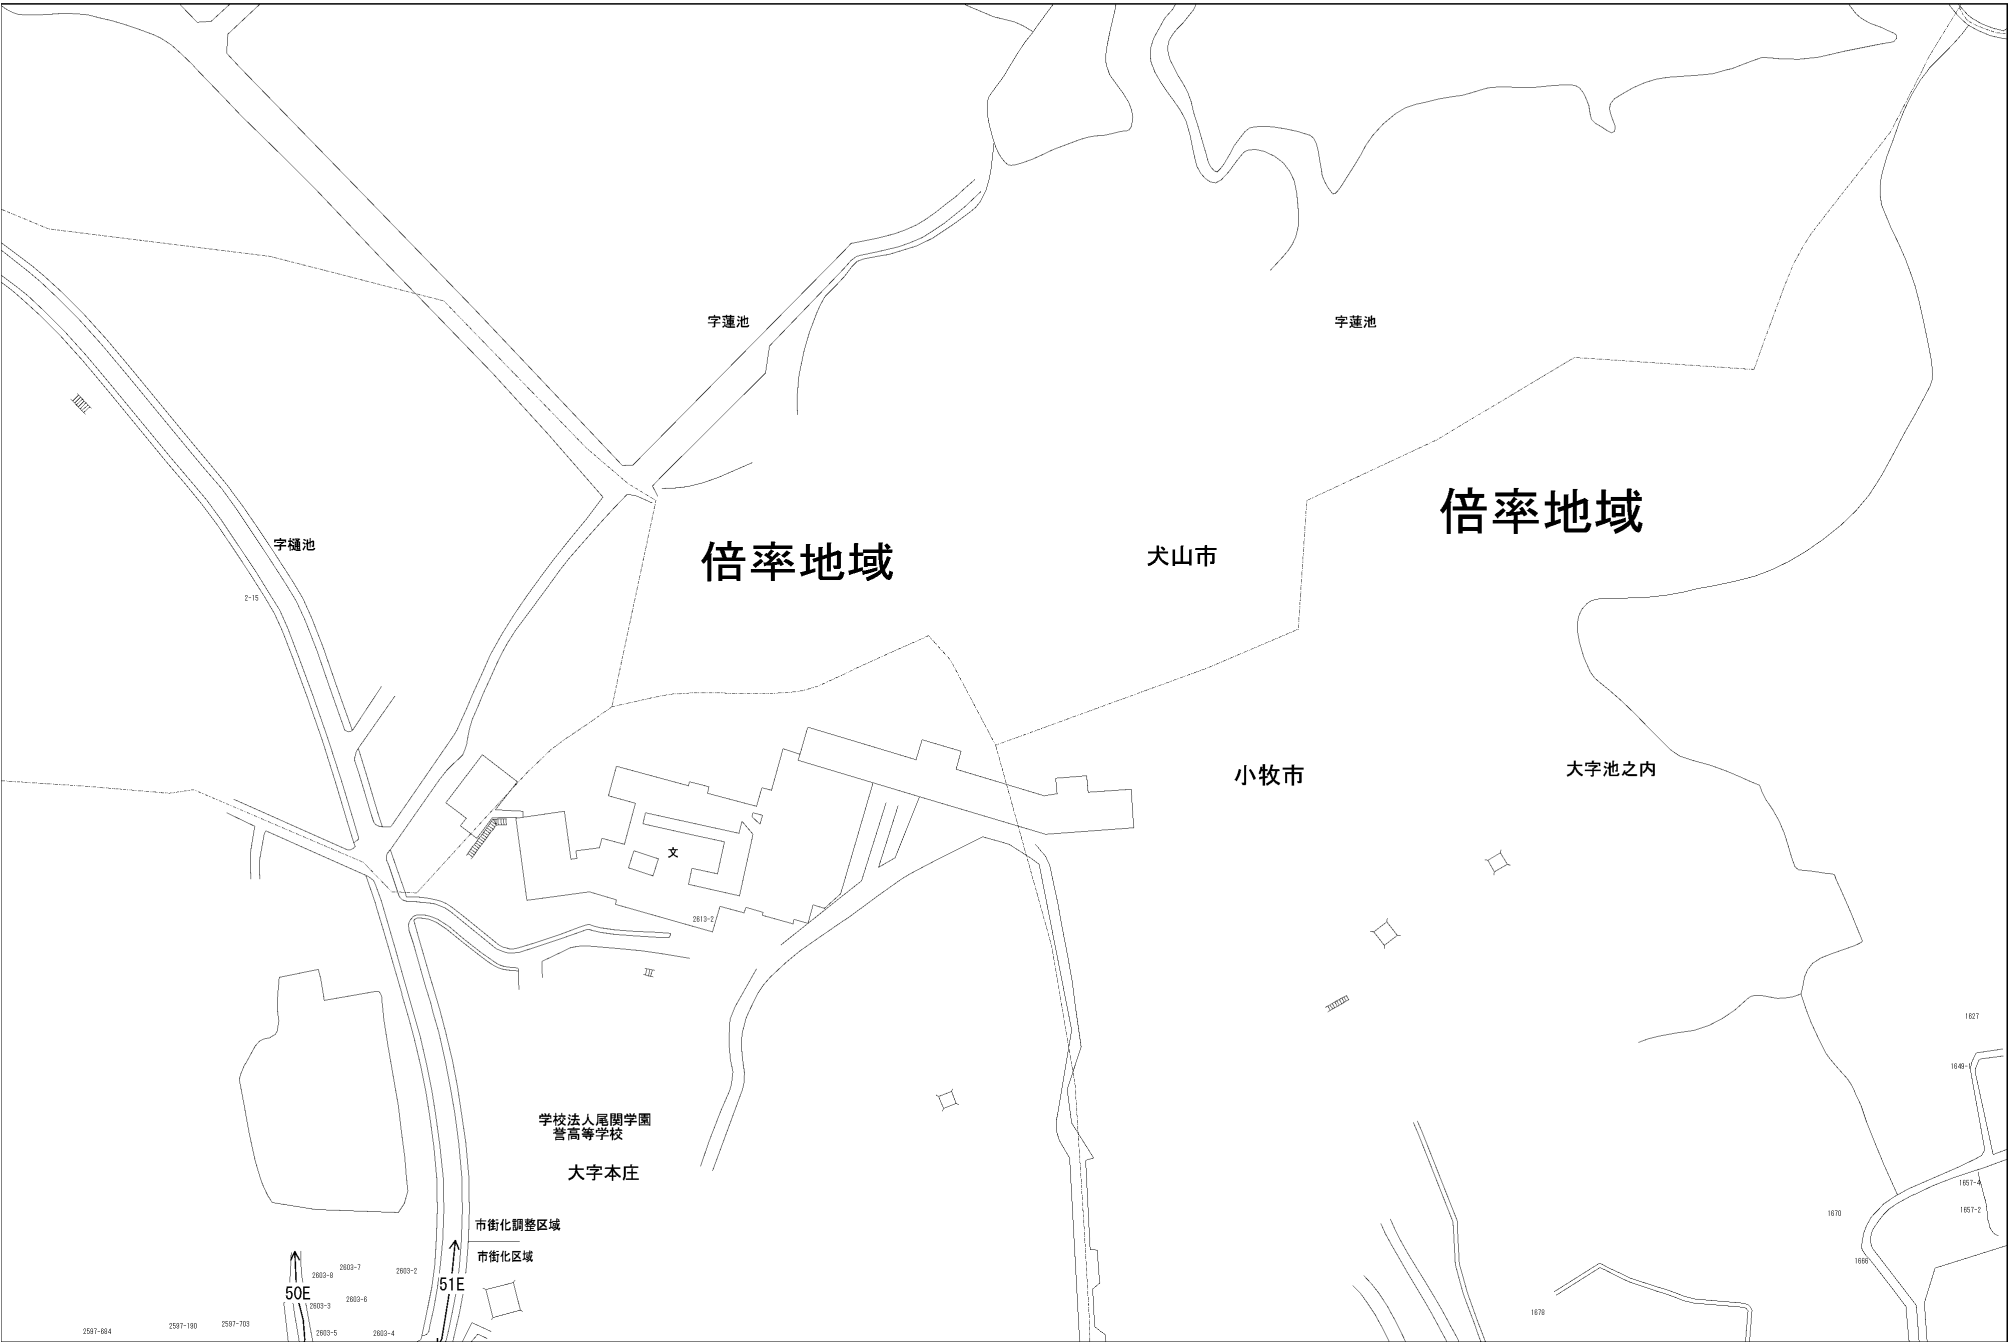 字蓮池
字蓮池
倍率地域
字樋池
倍率地域
犬山市
2-15
大字池之内
小牧市
文
2613-2
1627
1649-1
学校法人尾関学園
誉高等学校
大字本庄
1657-4
1657-2
1670
市街化調整区域
市街化区域
1666
2603-7
2603-2
2603-8
51E
50E
2603-6
2603-3
1678
2597-703
2597-190
2597-684
2603-5
2603-4